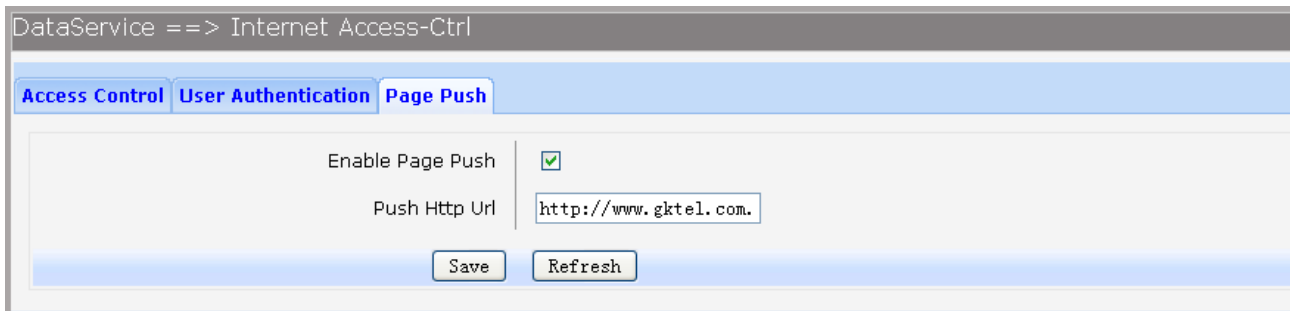 DataService ==> Internet Access-Ctrl
Access Control User Authentication Page Push
Enable Page Push
Push Http Url http://www.gktel.com.
Save Refresh